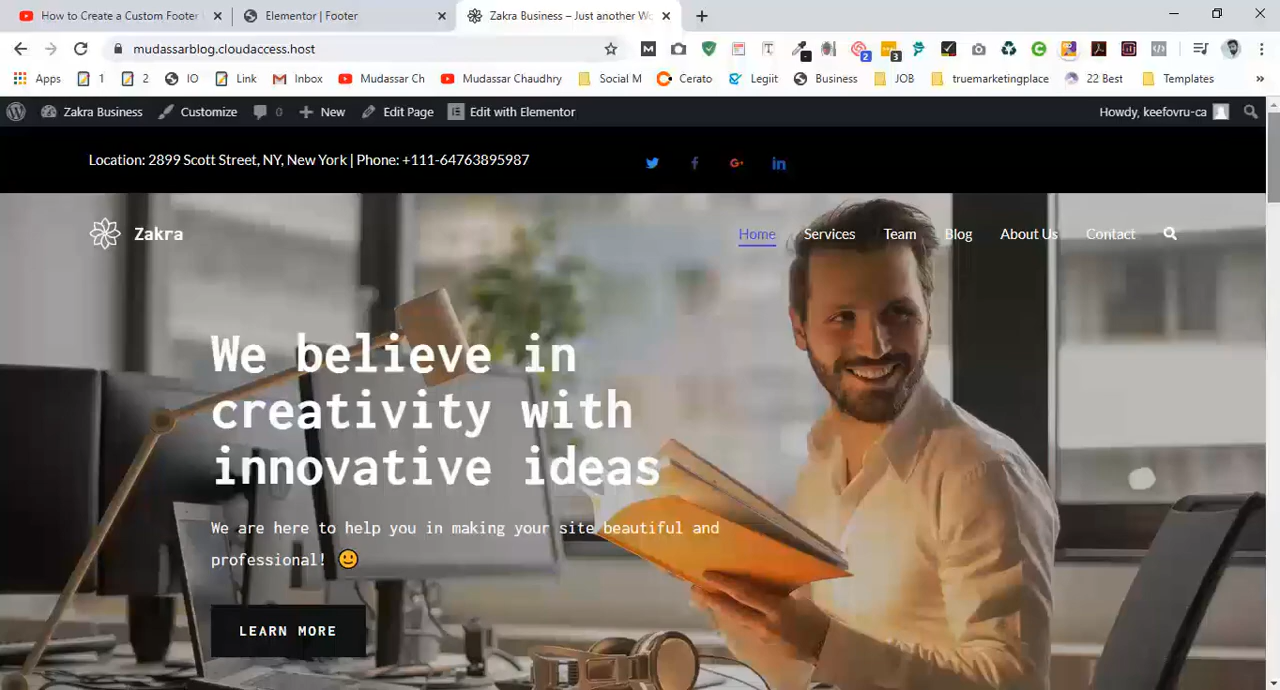 How to Create a Custom Footer
Elementor | Footer
Zakra Business – Just another Wo
mudassarblog.cloudaccess.host
Apps
1
2
IO
Link
Inbox
Mudassar Ch
Mudassar Chaudhry
Social M
Cerato
Legiit
Business
JOB
truemarketingplace
22 Best
Templates
»
Zakra Business
Customize
0
New
Edit Page
Edit with Elementor
Howdy, keefovru-ca
Location: 2899 Scott Street, NY, New York | Phone: +111-64763895987
Zakra
Home Services Team Blog About Us Contact
We believe in
creativity with
innovative ideas
We are here to help you in making your site beautiful and
professional! 🙂
LEARN MORE